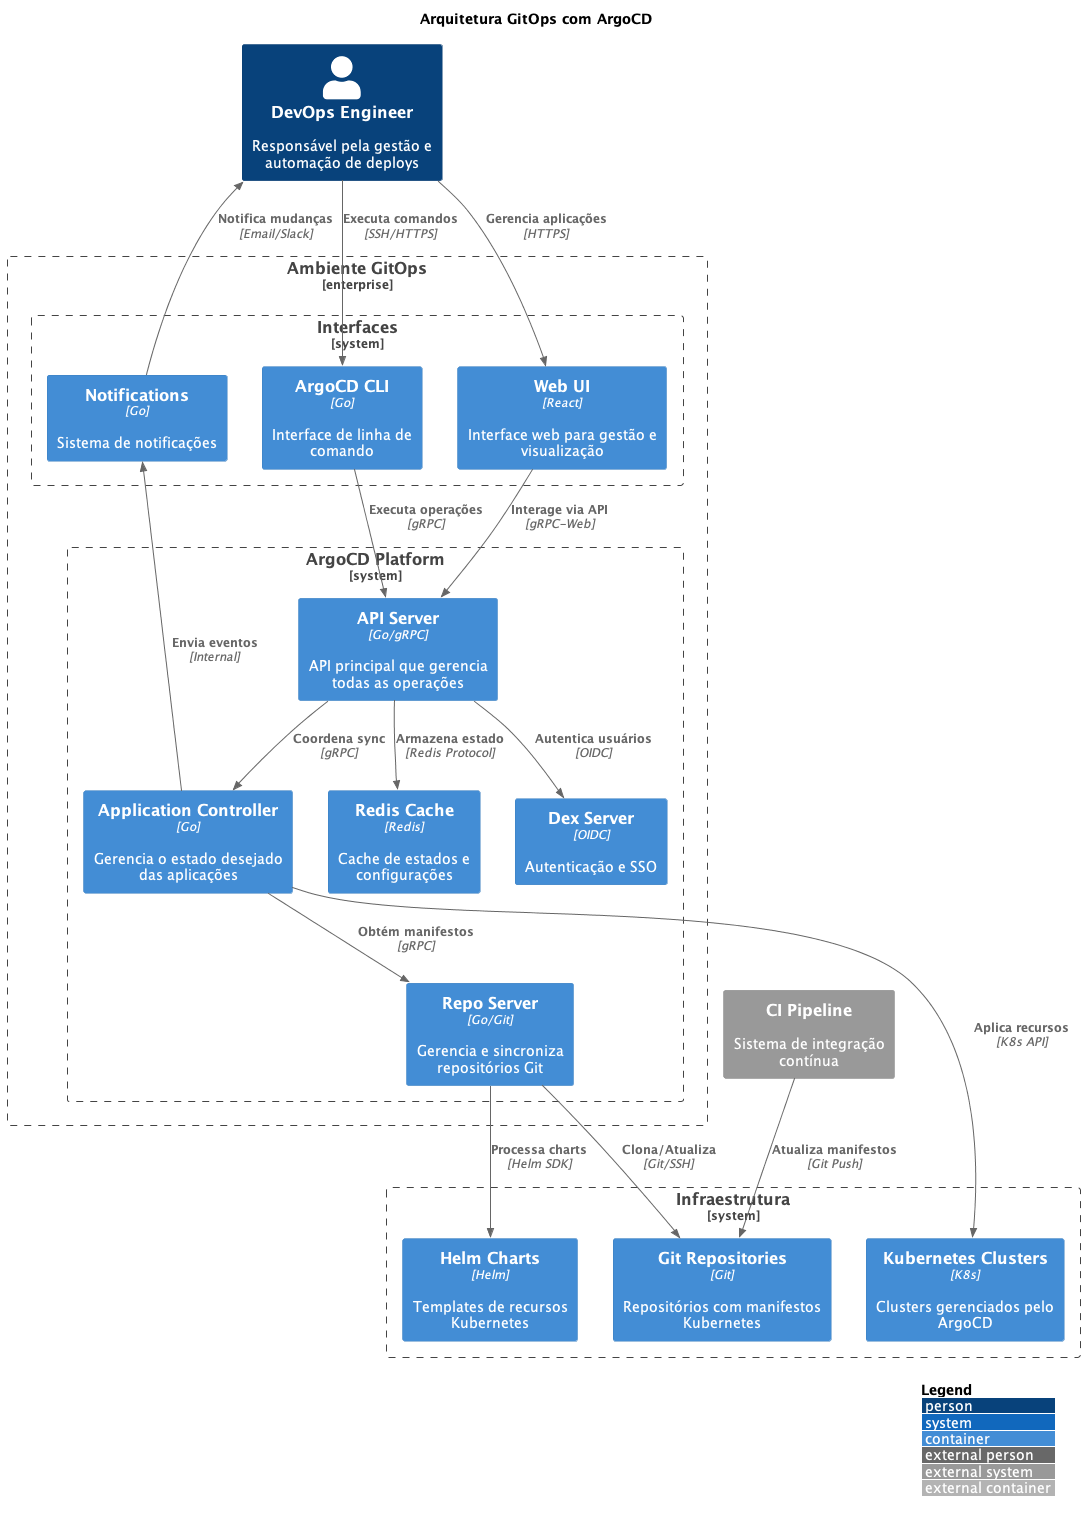 Arquitetura GitOps com ArgoCD
DevOps Engineer
Responsável pela gestão e
automação de deploys
Notifica mudanças
[Email/Slack]
Executa comandos
[SSH/HTTPS]
Gerencia aplicações
[HTTPS]
Ambiente GitOps
[enterprise]
Interfaces
[system]
Notifications
[Go]
Sistema de notificações
ArgoCD CLI
[Go]
Interface de linha de
comando
Web UI
[React]
Interface web para gestão e
visualização
Executa operações
[gRPC]
Interage via API
[gRPC-Web]
ArgoCD Platform
[system]
API Server
[Go/gRPC]
API principal que gerencia
todas as operações
Envia eventos
[Internal]
Coordena sync
[gRPC]
Armazena estado
[Redis Protocol]
Autentica usuários
[OIDC]
Application Controller
[Go]
Gerencia o estado desejado
das aplicações
Redis Cache
[Redis]
Cache de estados e
configurações
Dex Server
[OIDC]
Autenticação e SSO
Obtém manifestos
[gRPC]
Repo Server
[Go/Git]
Gerencia e sincroniza
repositórios Git
CI Pipeline
Sistema de integração
contínua
Aplica recursos
[K8s API]
Processa charts
[Helm SDK]
Clona/Atualiza
[Git/SSH]
Atualiza manifestos
[Git Push]
Infraestrutura
[system]
Helm Charts
[Helm]
Templates de recursos
Kubernetes
Git Repositories
[Git]
Repositórios com manifestos
Kubernetes
Kubernetes Clusters
[K8s]
Clusters gerenciados pelo
ArgoCD
Legend
person
system
container
external person
external system
external container